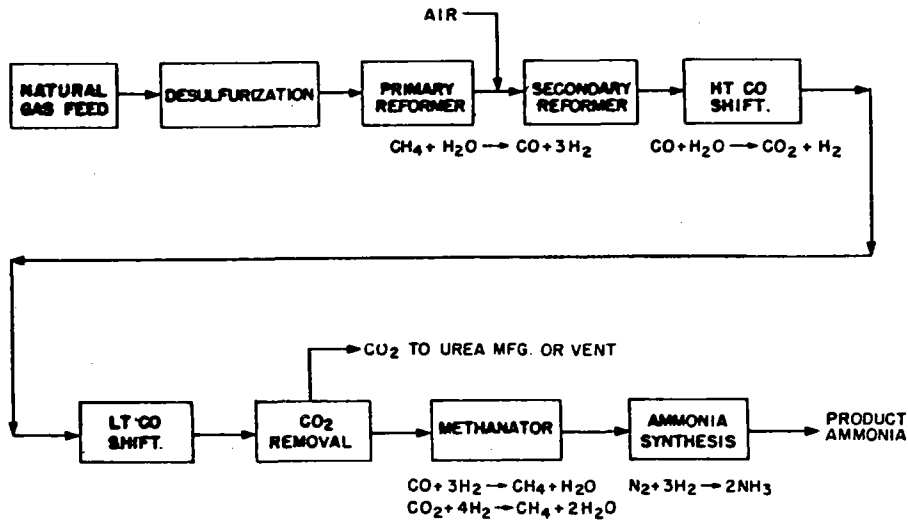 AIR
NATURAL
GAS FEED
DESULFURIZATION
PRIMARY
REFORMER
SECONDARY
REFORMER
HT CO
SHIFT.
CH₄ + H₂O → CO + 3H₂
CO + H₂O → CO₂ + H₂
CO₂ TO UREA MFG. OR VENT
LT CO
SHIFT.
CO₂
REMOVAL
METHANATOR
AMMONIA
SYNTHESIS
PRODUCT
AMMONIA
CO + 3H₂ → CH₄ + H₂O
CO₂ + 4H₂ → CH₄ + 2H₂O
N₂ + 3H₂ → 2NH₃